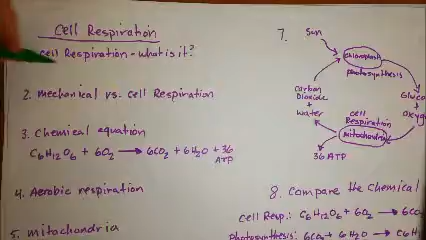 Cell Respiration
Cell Respiration - what is it?
2. Mechanical vs. Cell Respiration
3. Chemical equation
C6H12O6 + 6O2 → 6CO2 + 6H2O + 36 ATP
4. Aerobic respiration
5. Mitochondria
7.
Sun
chloroplast
photosynthesis
Carbon
Dioxide
+
Water
Gluco
+
Oxyg
Cell
Respiration
mitochondria
36 ATP
8. Compare the Chemical
Cell Resp.: C6H12O6 + 6O2 → 6CO
Photosynthesis: 6CO2 + 6H2O → C6H